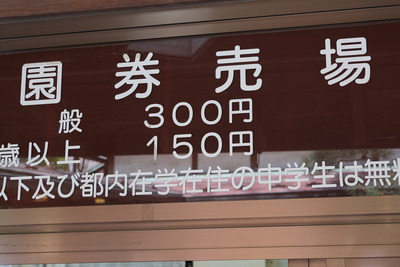 園券売場
般 300円
歳以上 150円
以下及び都内在学在住の中学生は無料